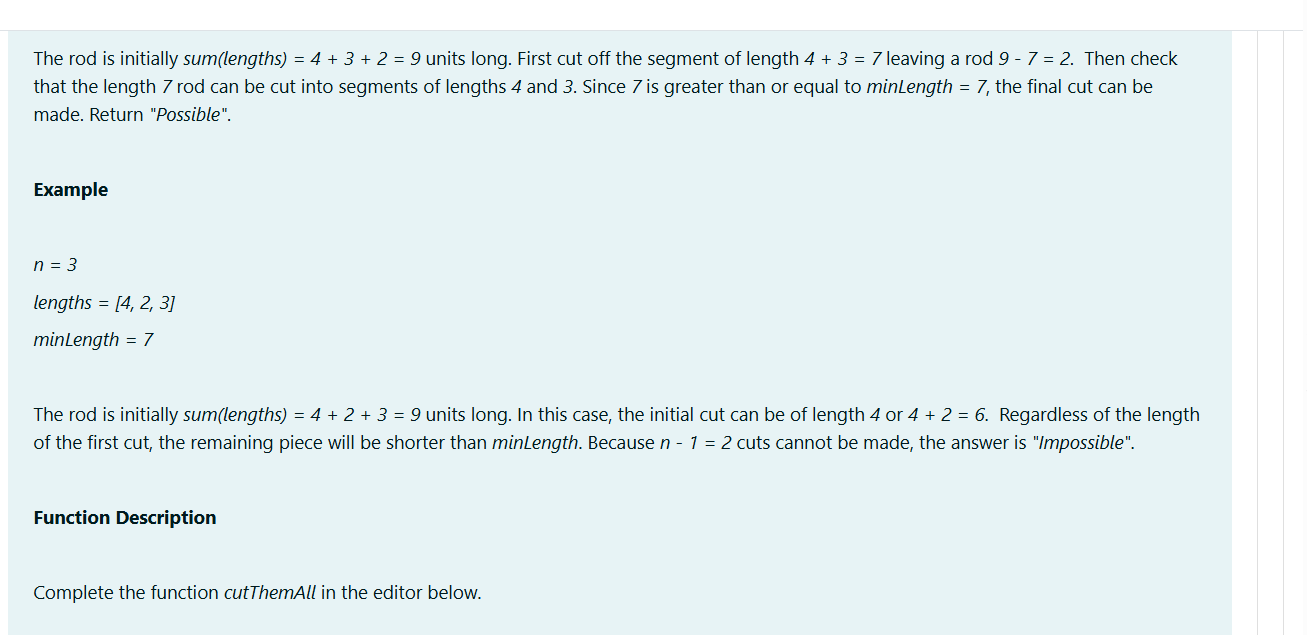 The rod is initially sum(lengths) = 4 + 3 + 2 = 9 units long. First cut off the segment of length 4 + 3 = 7 leaving a rod 9 - 7 = 2. Then check
that the length 7 rod can be cut into segments of lengths 4 and 3. Since 7 is greater than or equal to minLength = 7, the final cut can be
made. Return "Possible".
Example
n = 3
lengths = [4, 2, 3]
minLength = 7
The rod is initially sum(lengths) = 4 + 2 + 3 = 9 units long. In this case, the initial cut can be of length 4 or 4 + 2 = 6. Regardless of the length
of the first cut, the remaining piece will be shorter than minLength. Because n - 1 = 2 cuts cannot be made, the answer is "Impossible".
Function Description
Complete the function cutThemAll in the editor below.